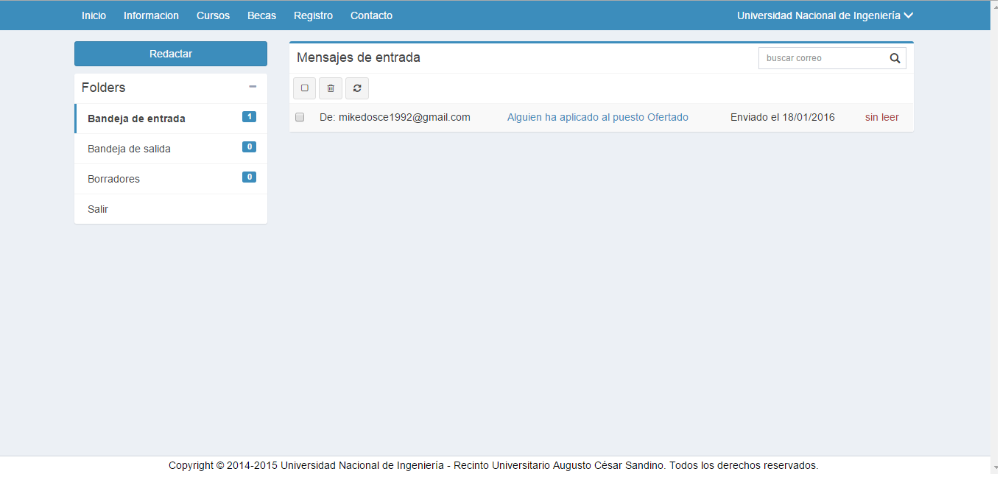 Inicio Informacion Cursos Becas Registro Contacto Universidad Nacional de Ingeniería
Redactar
Folders
Bandeja de entrada 1
Bandeja de salida 0
Borradores 0
Salir
Mensajes de entrada buscar correo
De: mikedosce1992@gmail.com Alguien ha aplicado al puesto Ofertado Enviado el 18/01/2016 sin leer
Copyright © 2014-2015 Universidad Nacional de Ingeniería - Recinto Universitario Augusto César Sandino. Todos los derechos reservados.